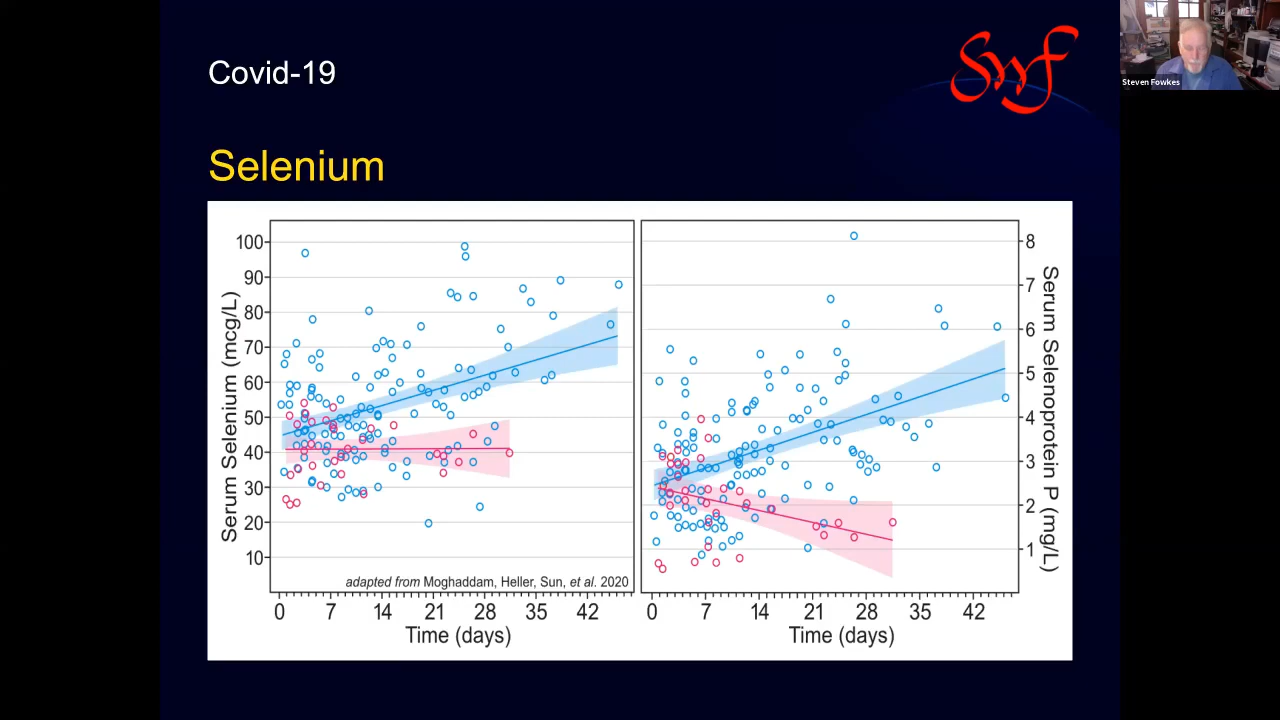 Covid-19
Swf
Steven Fowkes
Selenium
Serum Selenium (mcg/L)
100
90
80
70
60
50
40
30
20
10
adapted from Moghaddam, Heller, Sun, et al. 2020
0 7 14 21 28 35 42
Time (days)
8
7
6
5
4
3
2
1
Serum Selenoprotein P (mg/L)
0 7 14 21 28 35 42
Time (days)